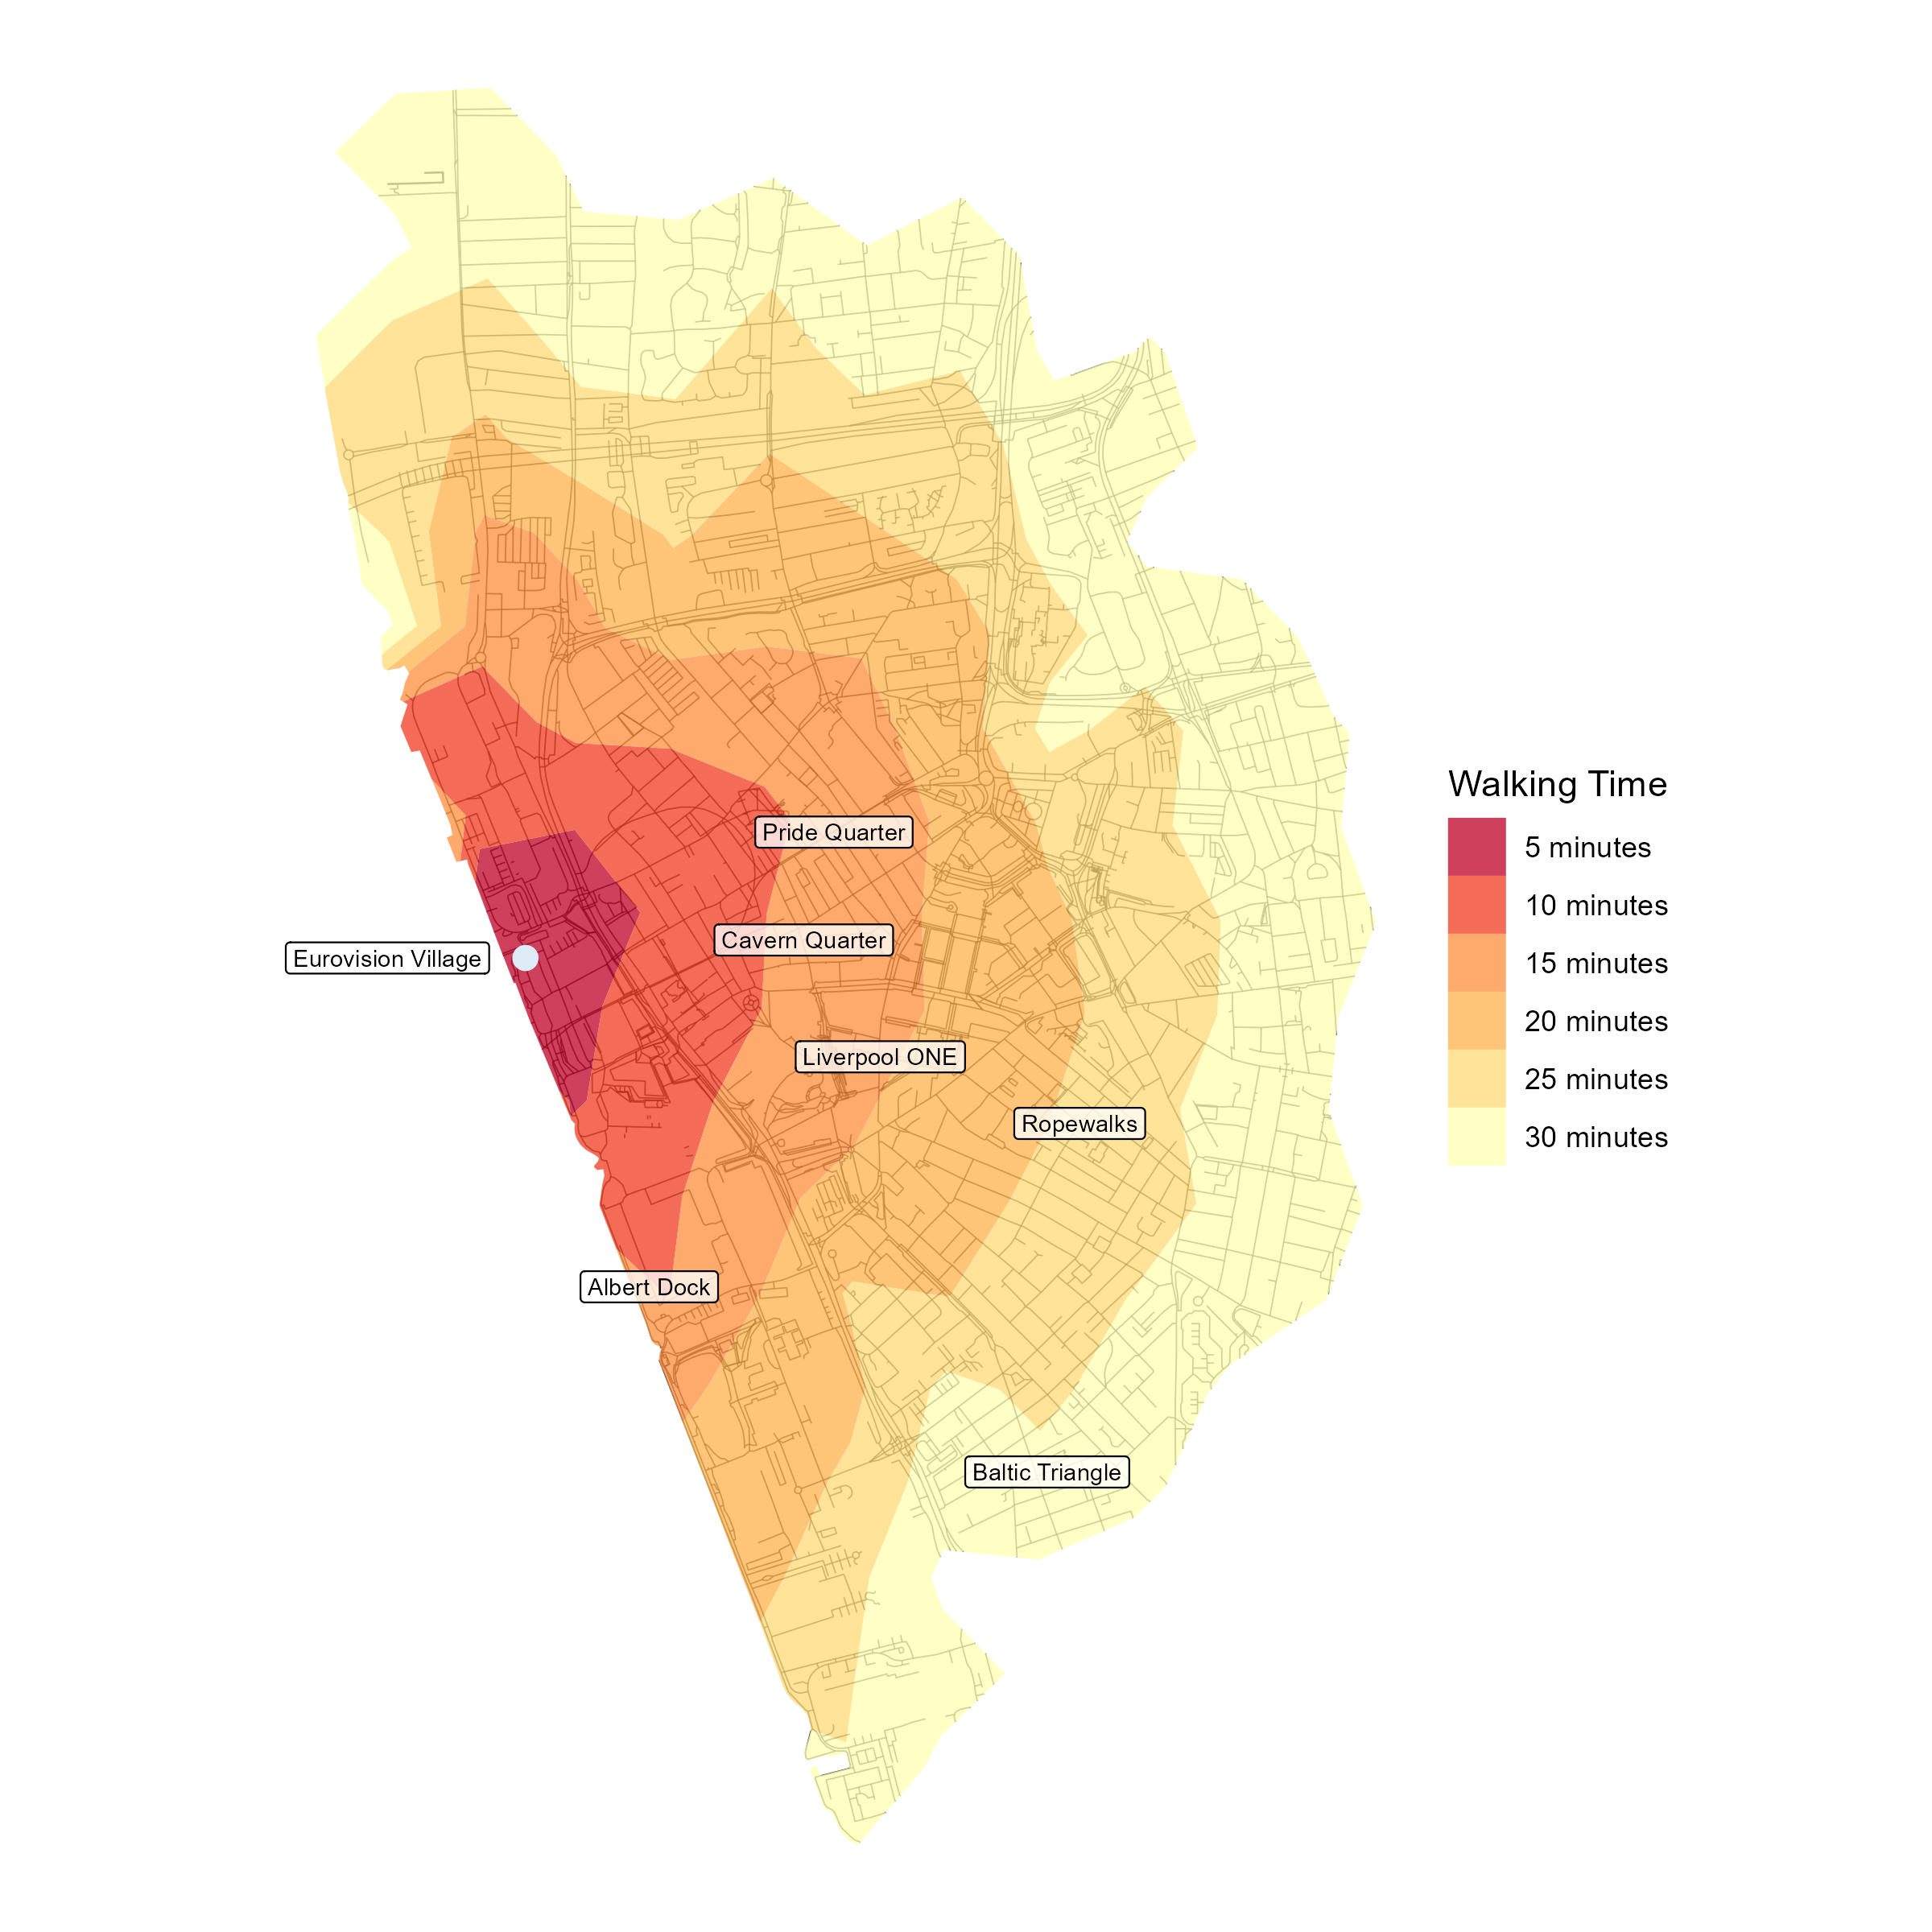 Pride Quarter
Cavern Quarter
Eurovision Village
Liverpool ONE
Ropewalks
Albert Dock
Baltic Triangle
Walking Time
5 minutes
10 minutes
15 minutes
20 minutes
25 minutes
30 minutes